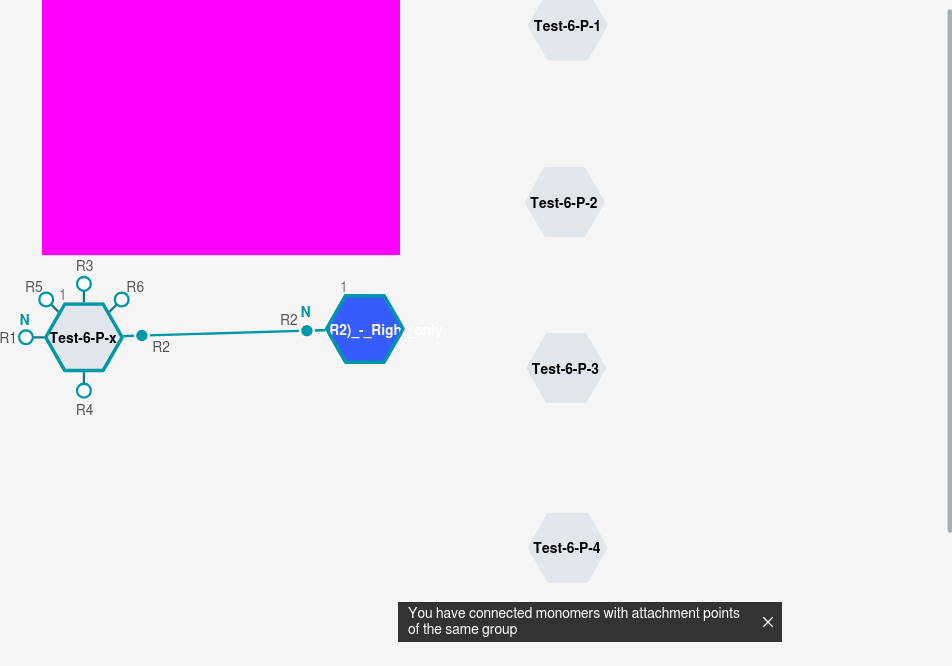 Test-6-P-1
Test-6-P-2
R3
R5
1
R6
N
R1
Test-6-P-x
R2
R4
R2
N
1
R2)_-_Right_only
Test-6-P-3
Test-6-P-4
You have connected monomers with attachment points
of the same group